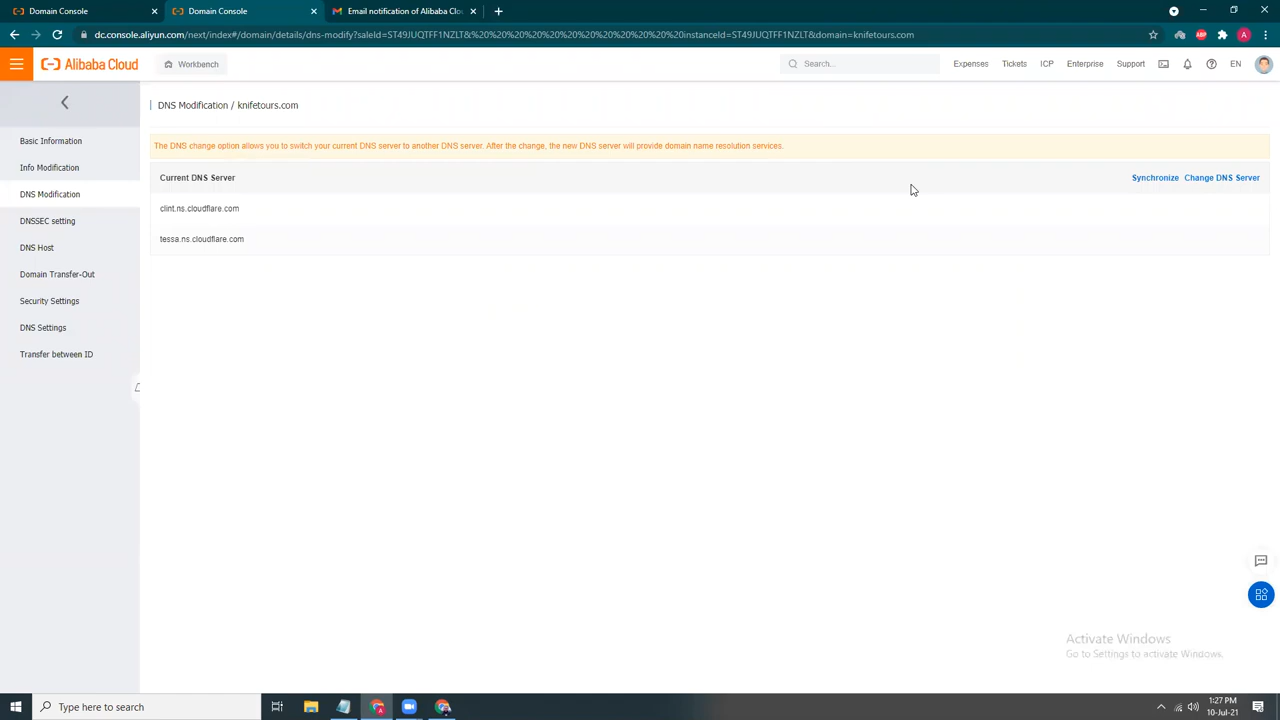 Domain Console
Domain Console
Email notification of Alibaba Clo
dc.console.aliyun.com/next/index#/domain/details/dns-modify?saleId=ST49JUQTFF1NZLT&%20%20%20%20%20%20%20%20%20%20%20%20instanceId=ST49JUQTFF1NZLT&domain=knifetours.com
ABP
A
Alibaba Cloud
Workbench
Search...
Expenses
Tickets
ICP
Enterprise
Support
EN
Basic Information
Info Modification
DNS Modification
DNSSEC setting
DNS Host
Domain Transfer-Out
Security Settings
DNS Settings
Transfer between ID
DNS Modification / knifetours.com
The DNS change option allows you to switch your current DNS server to another DNS server. After the change, the new DNS server will provide domain name resolution services.
Current DNS Server
Synchronize
Change DNS Server
clint.ns.cloudflare.com
tessa.ns.cloudflare.com
Activate Windows
Go to Settings to activate Windows.
Type here to search
1:27 PM
10-Jul-21